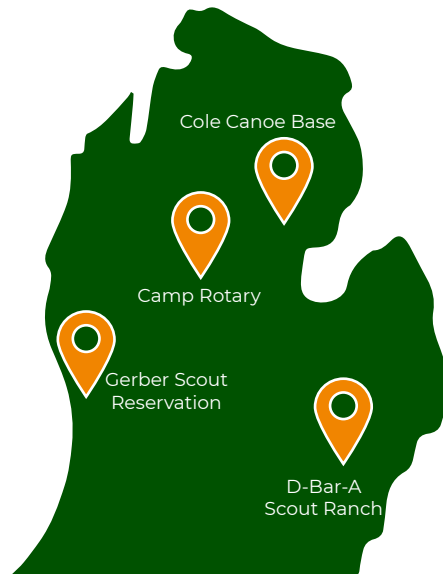 Cole Canoe Base
Camp Rotary
Gerber Scout
Reservation
D-Bar-A
Scout Ranch